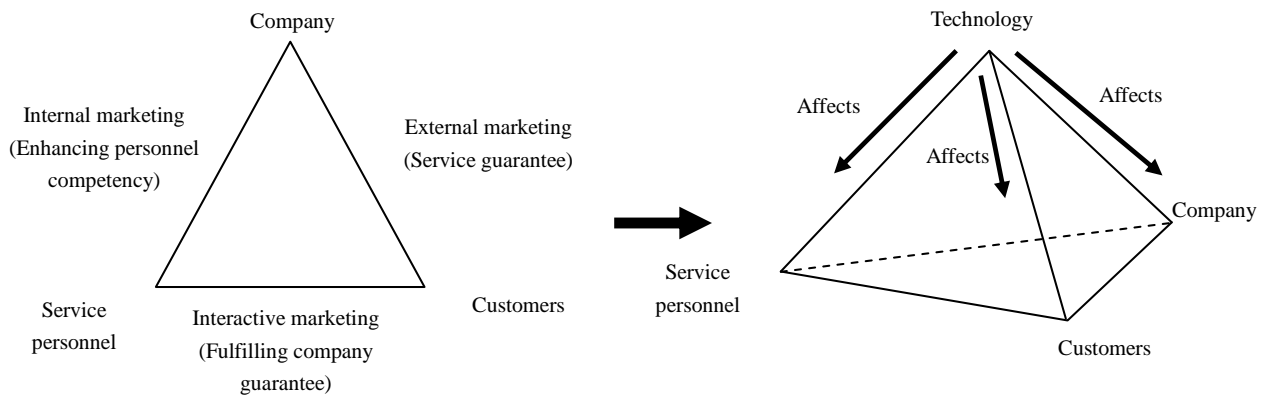 Company
Internal marketing
(Enhancing personnel
competency)
External marketing
(Service guarantee)
Service
personnel
Interactive marketing
(Fulfilling company
guarantee)
Customers
Technology
Affects
Affects
Affects
Company
Service
personnel
Customers